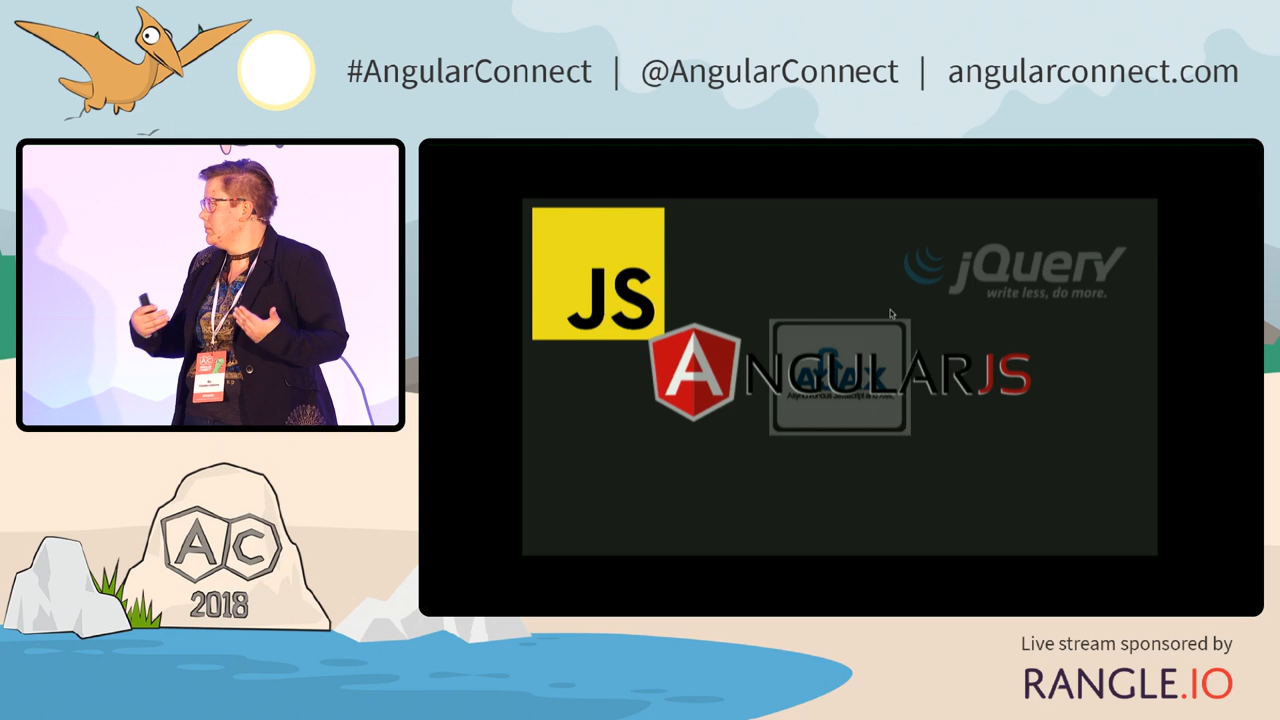 #AngularConnect | @AngularConnect | angularconnect.com
JS
jQuery
write less, do more.
ANGULARJS
AJAX
AC
2018
Live stream sponsored by
RANGLE.IO